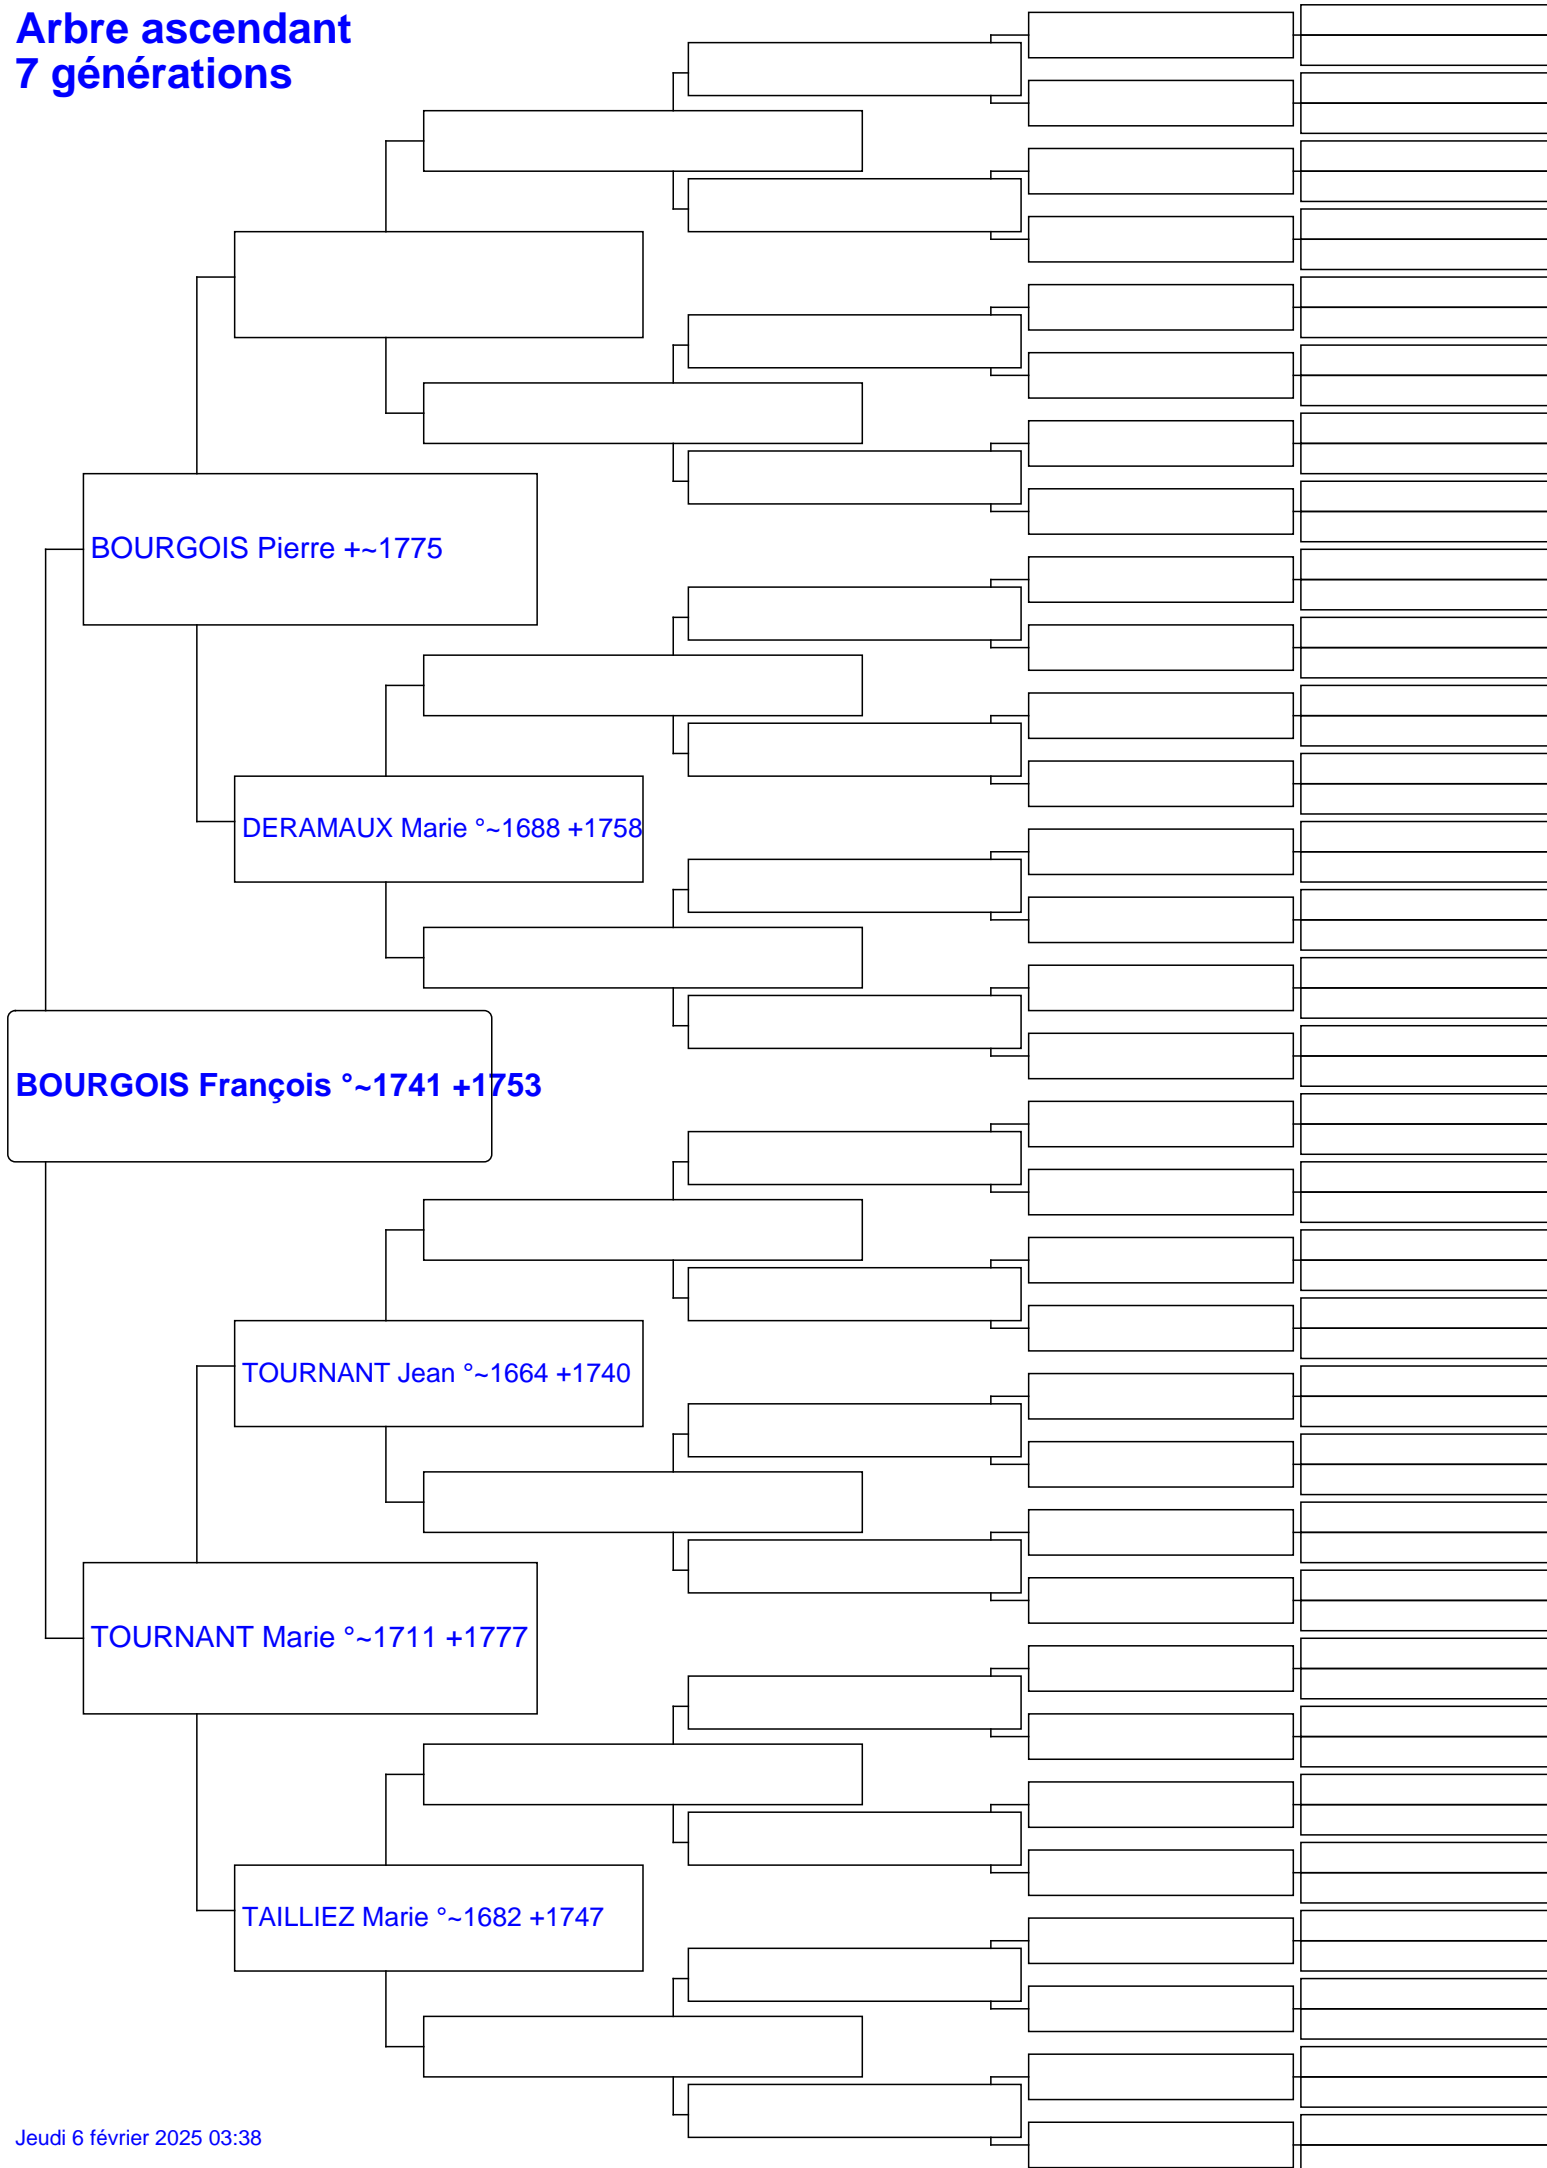 Arbre ascendant
7 générations
BOURGOIS Pierre +~1775
DERAMAUX Marie °~1688 +1758
BOURGOIS François °~1741 +1753
TOURNANT Jean °~1664 +1740
TOURNANT Marie °~1711 +1777
TAILLIEZ Marie °~1682 +1747
Jeudi 6 février 2025 03:38